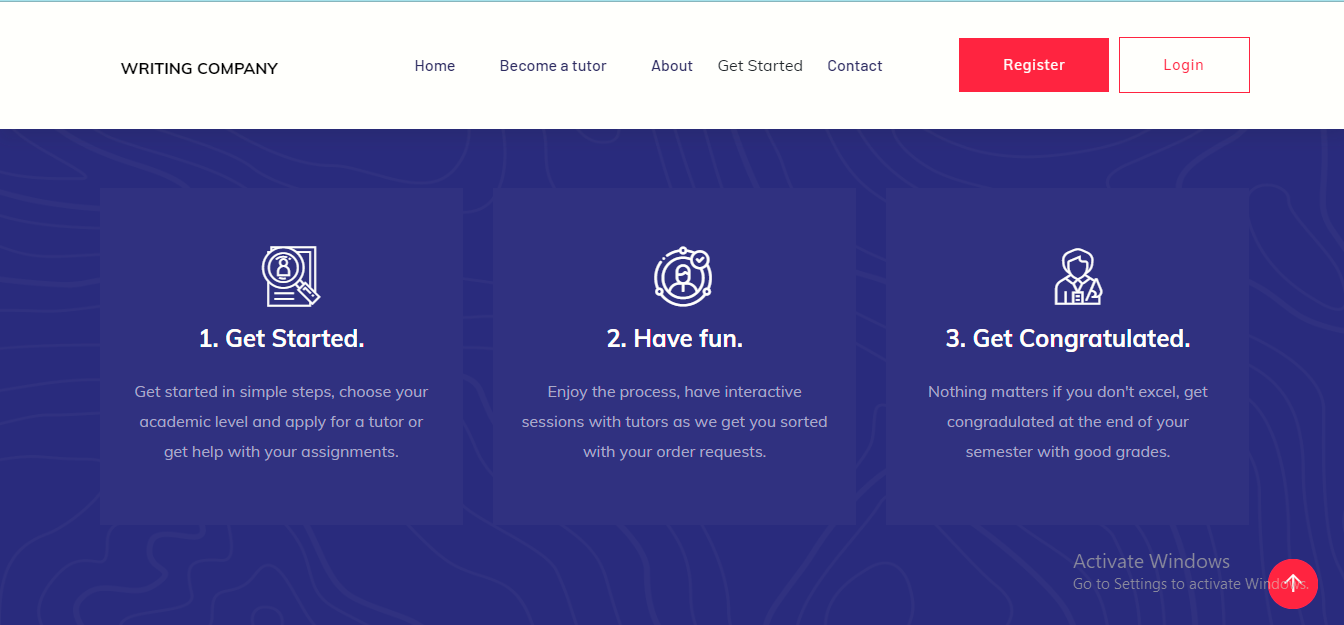 WRITING COMPANY
Home
Become a tutor
About
Get Started
Contact
Register
Login
1. Get Started.
Get started in simple steps, choose your
academic level and apply for a tutor or
get help with your assignments.
2. Have fun.
Enjoy the process, have interactive
sessions with tutors as we get you sorted
with your order requests.
3. Get Congratulated.
Nothing matters if you don't excel, get
congradulated at the end of your
semester with good grades.
Activate Windows
Go to Settings to activate Windows.